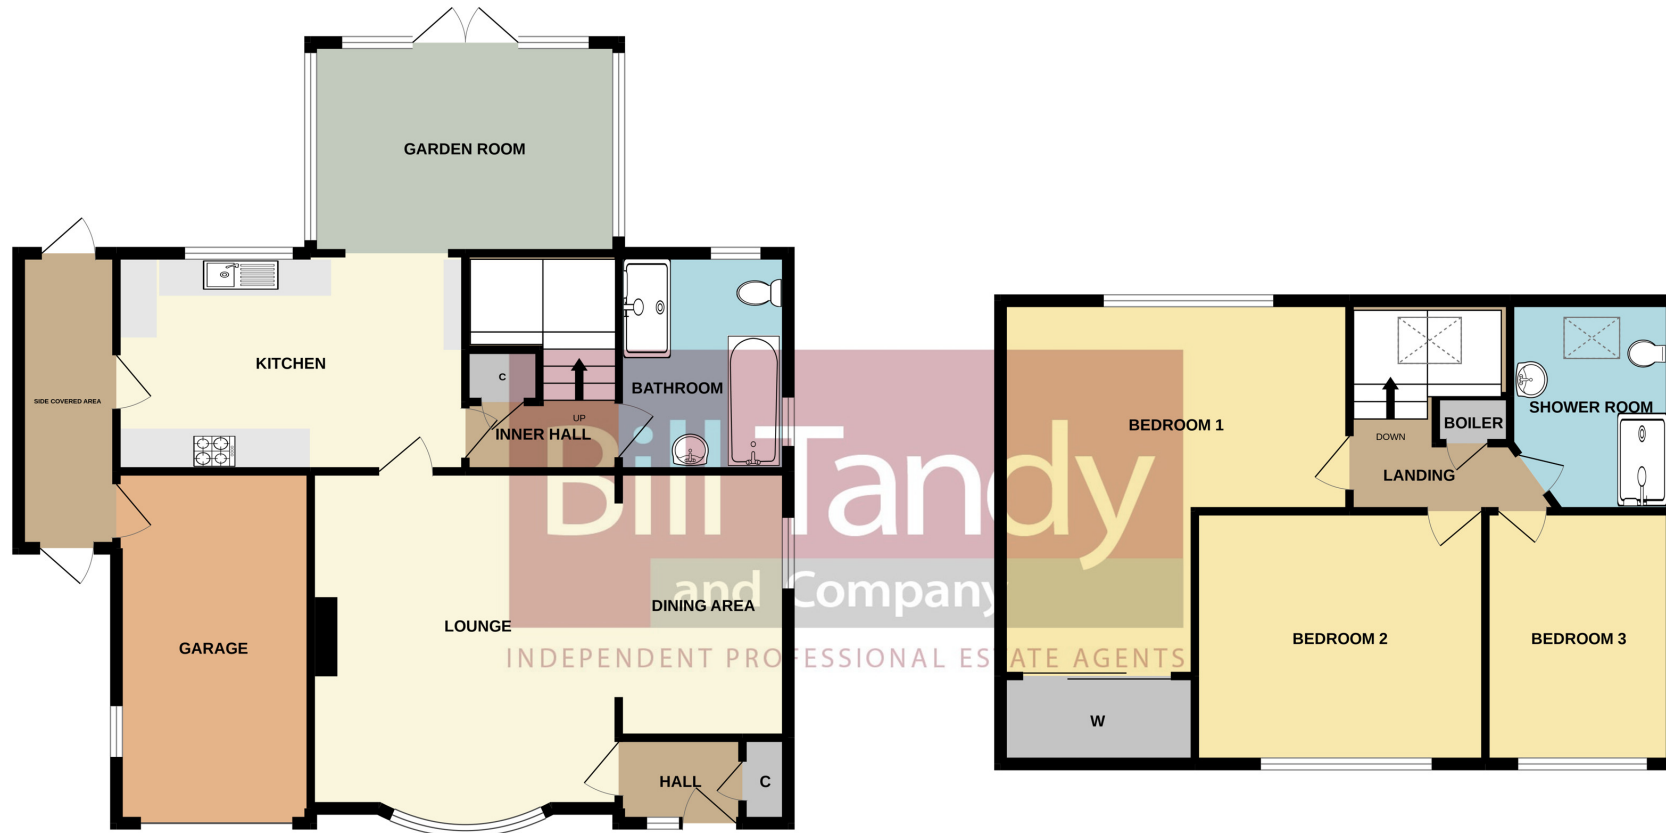 GARDEN ROOM
KITCHEN
SIDE COVERED AREA
C
UP
INNER HALL
BATHROOM
GARAGE
LOUNGE
DINING AREA
HALL
C
BEDROOM 1
DOWN
BOILER
LANDING
SHOWER ROOM
BEDROOM 2
BEDROOM 3
W
Bill Tandy
and Company
INDEPENDENT PROFESSIONAL ESTATE AGENTS